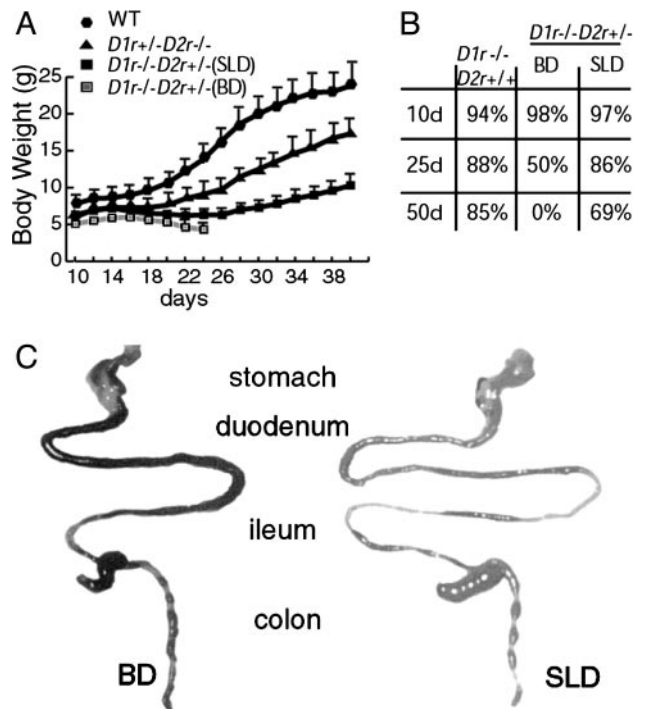 A
WT
D1r+/-D2r-/-
D1r-/-D2r+/-(SLD)
D1r-/-D2r+/-(BD)
Body Weight (g)
25
20
15
10
5
0
10 14 18 22 26 30 34 38
days
B
D1r-/-D2r+/-
D1r -/-
D2r+/+
BD SLD
10d 94% 98% 97%
25d 88% 50% 86%
50d 85% 0% 69%
C
stomach
duodenum
ileum
colon
BD
SLD